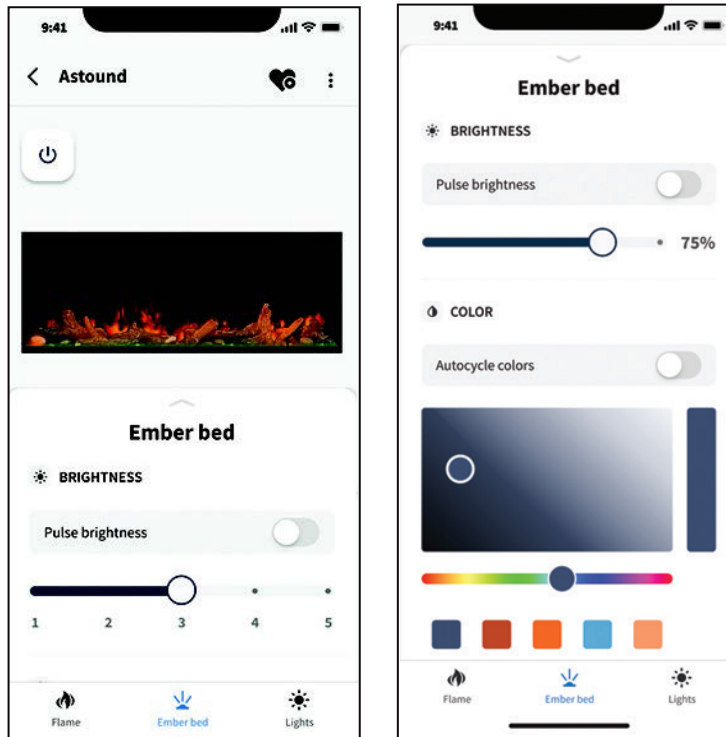 9:41
Astound
Ember bed
BRIGHTNESS
Pulse brightness
1 2 3 4 5
Flame Ember bed Lights
9:41
Ember bed
BRIGHTNESS
Pulse brightness
75%
COLOR
Autocycle colors
Flame Ember bed Lights